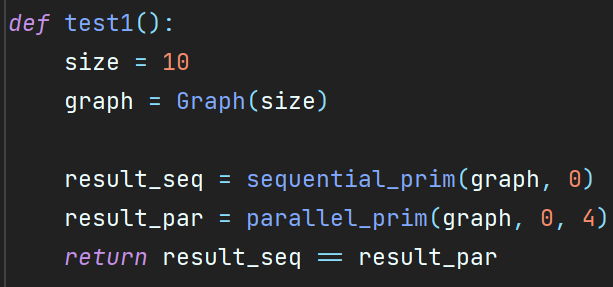 def test1():
    size = 10
    graph = Graph(size)

    result_seq = sequential_prim(graph, 0)
    result_par = parallel_prim(graph, 0, 4)
    return result_seq == result_par